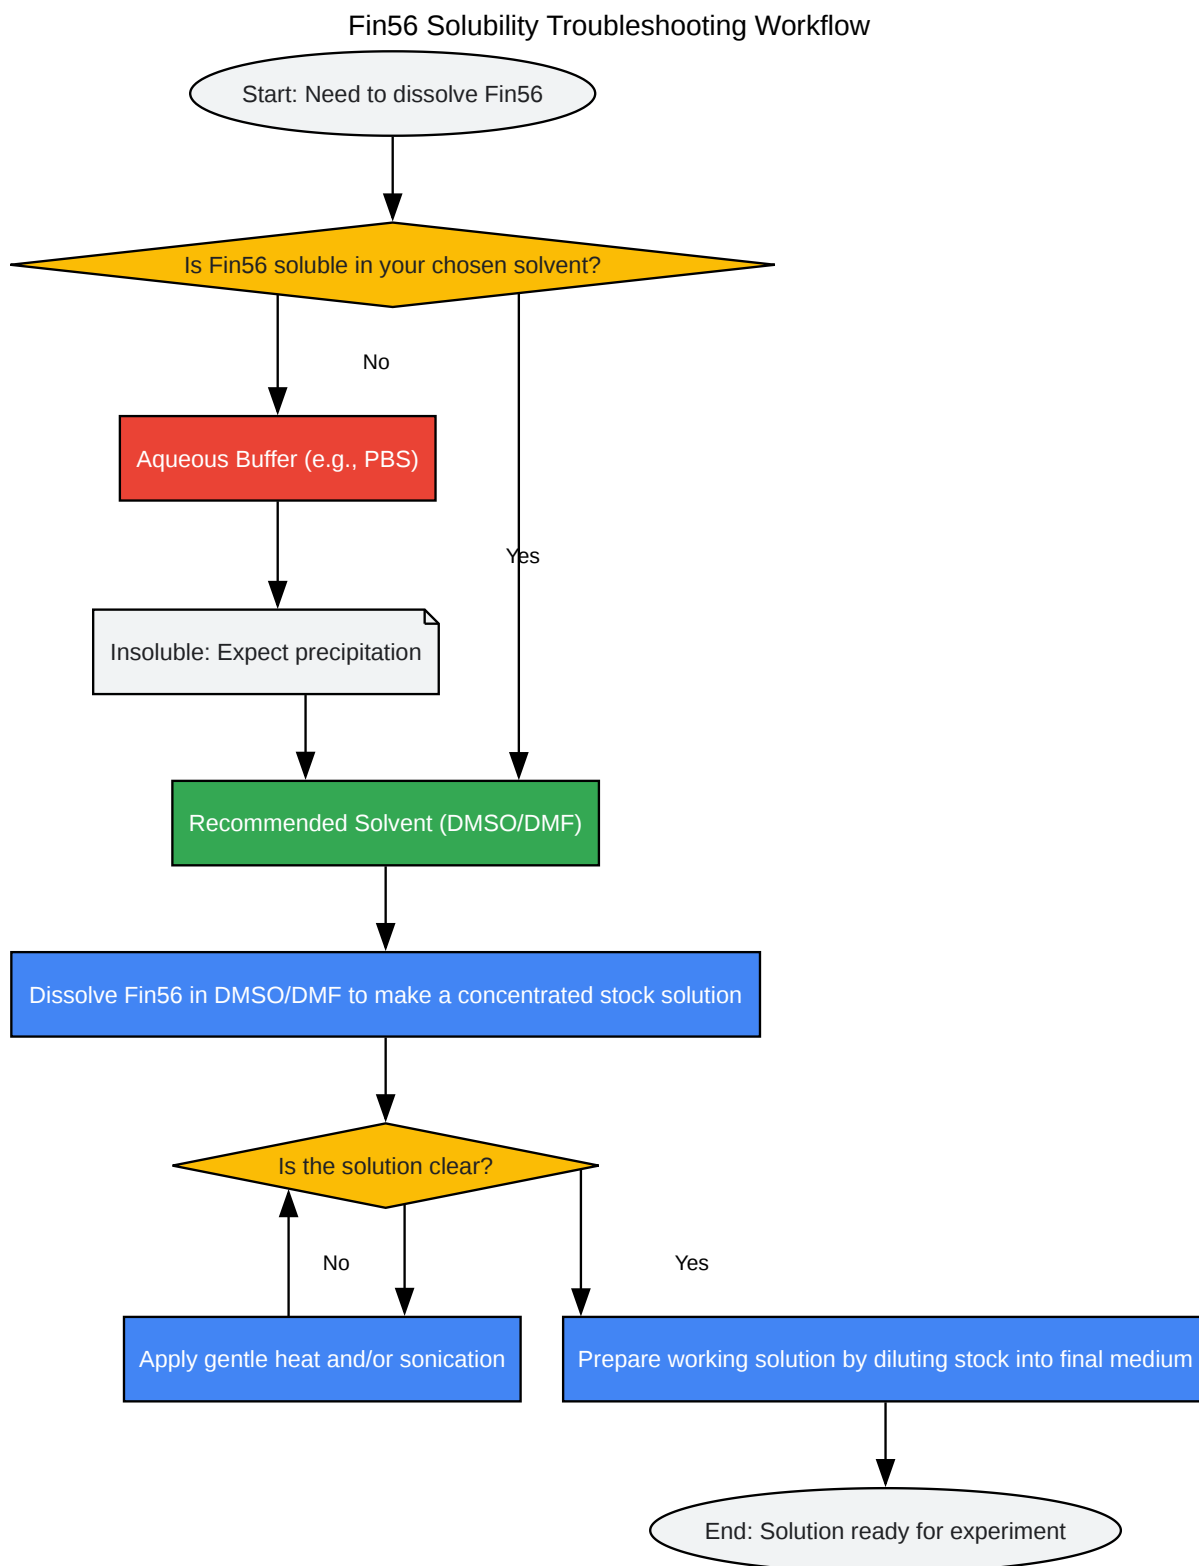 Fin56 Solubility Troubleshooting Workflow
Start: Need to dissolve Fin56
Is Fin56 soluble in your chosen solvent?
No
Aqueous Buffer (e.g., PBS)
Yes
Insoluble: Expect precipitation
Recommended Solvent (DMSO/DMF)
Dissolve Fin56 in DMSO/DMF to make a concentrated stock solution
Is the solution clear?
No
Yes
Apply gentle heat and/or sonication
Prepare working solution by diluting stock into final medium
End: Solution ready for experiment